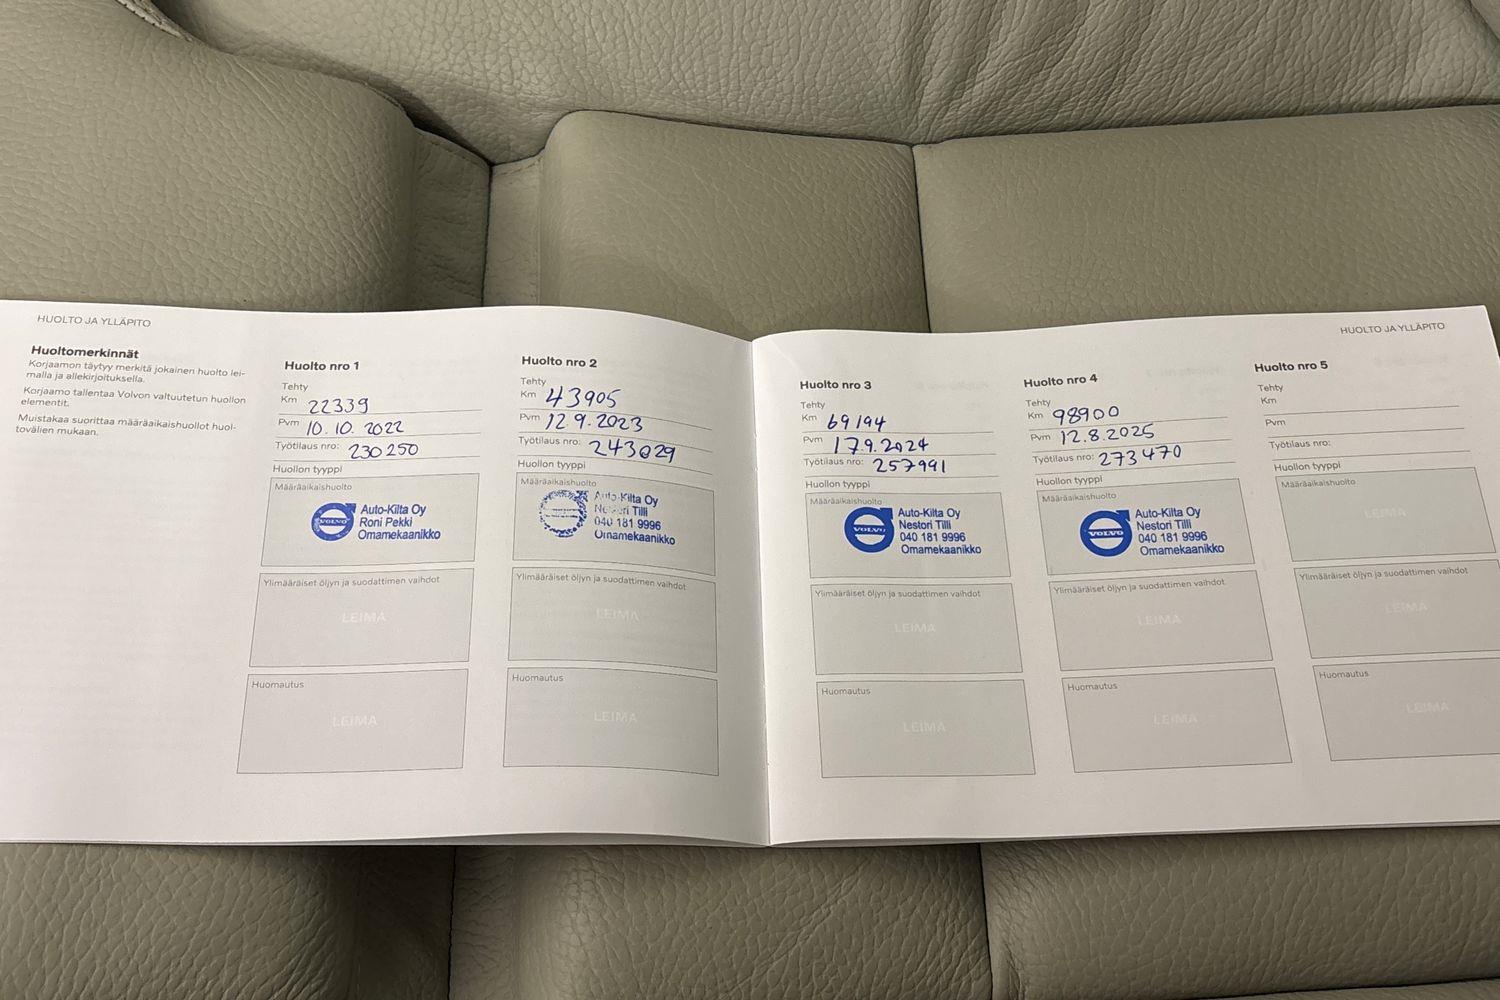 HUOLTO JA YLLÄPITO
Huoltomerkinnät
Korjaamon täytyy merkitä jokainen huolto lei-
malla ja allekirjoituksella.
Korjaamo tallentaa Volvon valtuutetun huollon
elementit.
Muistakaa suorittaa määräaikaishuollot huol-
tovälien mukaan.
Huolto nro 1
Tehty
Km 22339
Pvm 10.10.2022
Työtilaus nro: 230250
Huollon tyyppi
Määräaikaishuolto
VOLVO
Auto-Kilta Oy
Roni Pekki
Omamekaanikko
Ylimääräiset öljyn ja suodattimen vaihdot
LEIMA
Huomautus
LEIMA
Huolto nro 2
Tehty
Km 43905
Pvm 12.9.2023
Työtilaus nro: 243029
Huollon tyyppi
Määräaikaishuolto
Auto-Kilta Oy
Nestori Tilli
040 181 9996
Omamekaanikko
Ylimääräiset öljyn ja suodattimen vaihdot
LEIMA
Huomautus
LEIMA
HUOLTO JA YLLÄPITO
Huolto nro 3
Tehty
Km 69194
Pvm 17.9.2024
Työtilaus nro: 257991
Huollon tyyppi
Määräaikaishuolto
VOLVO
Auto-Kilta Oy
Nestori Tilli
040 181 9996
Omamekaanikko
Ylimääräiset öljyn ja suodattimen vaihdot
LEIMA
Huomautus
LEIMA
Huolto nro 4
Tehty
Km 98900
Pvm 12.8.2025
Työtilaus nro: 273470
Huollon tyyppi
Määräaikaishuolto
VOLVO
Auto-Kilta Oy
Nestori Tilli
040 181 9996
Omamekaanikko
Ylimääräiset öljyn ja suodattimen vaihdot
LEIMA
Huomautus
LEIMA
Huolto nro 5
Tehty
Km
Pvm
Työtilaus nro:
Huollon tyyppi
Määräaikaishuolto
LEIMA
Ylimääräiset öljyn ja suodattimen vaihdot
LEIMA
Huomautus
LEIMA